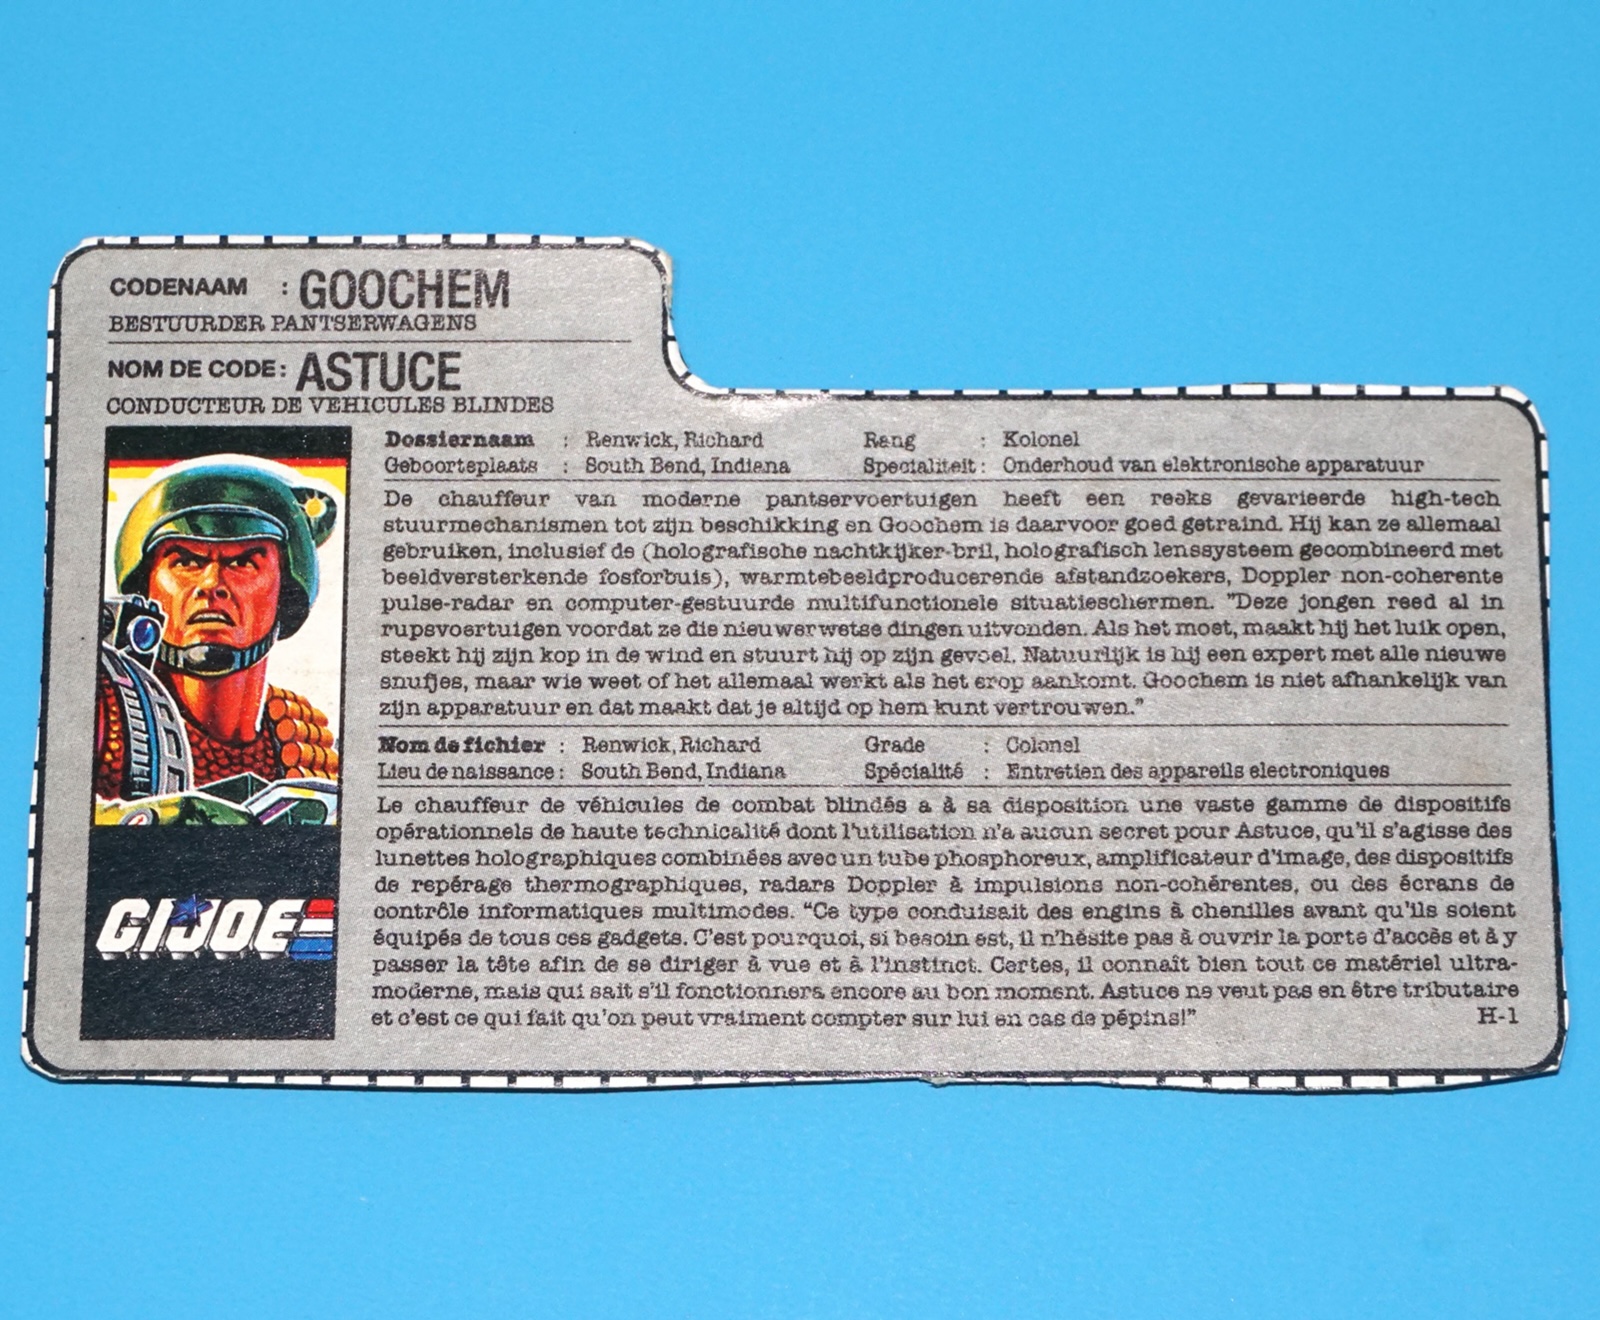 CODENAAM : GOOCHEM
BESTUURDER PANTSERWAGENS
NOM DE CODE: ASTUCE
CONDUCTEUR DE VEHICULES BLINDES
Dossiernaam : Renwick, Richard Rang : Kolonel
Geboorteplaats : South Bend, Indiana Specialiteit : Onderhoud van elektronische apparatuur
De chauffeur van moderne pantservoertuigen heeft een reeks gevarieerde high-tech
stuurmechanismen tot zijn beschikking en Goochem is daarvoor goed getraind. Hij kan ze allemaal
gebruiken, inclusief de (holografische nachtkijker-bril, holografisch lenssysteem gecombineerd met
beeldversterkende fosforbuis), warmtebeeldproducerende afstandzoekers, Doppler non-coherente
pulse-radar en computer-gestuurde multifunctionele situatieschermen. "Deze jongen reed al in
rupsvoertuigen voordat ze die nieuwerwetse dingen uitvonden. Als het moet, maakt hij het luik open,
steekt hij zijn kop in de wind en stuurt hij op zijn gevoel. Natuurlijk is hij een expert met alle nieuwe
snufjes, maar wie weet of het allemaal werkt als het erop aankomt. Goochem is niet afhankelijk van
zijn apparatuur en dat maakt dat je altijd op hem kunt vertrouwen."
Nom de fichier : Renwick, Richard Grade : Colonel
Lieu de naissance : South Bend, Indiana Spécialité : Entretien des appareils electroniques
Le chauffeur de véhicules de combat blindés a à sa disposition une vaste gamme de dispositifs
opérationnels de haute technicalité dont l'utilisation n'a aucun secret pour Astuce, qu'il s'agisse des
lunettes holographiques combinées avec un tube phosphoreux, amplificateur d'image, des dispositifs
de repérage thermographiques, radars Doppler à impulsions non-cohérentes, ou des écrans de
contrôle informatiques multimodes. "Ce type conduisait des engins à chenilles avant qu'ils soient
équipés de tous ces gadgets. C'est pourquoi, si besoin est, il n'hésite pas à ouvrir la porte d'accès et à y
passer la tête afin de se diriger à vue et à l'instinct. Certes, il connaît bien tout ce matériel ultra-
moderne, mais qui sait s'il fonctionnera encore au bon moment. Astuce ne veut pas en être tributaire
et c'est ce qui fait qu'on peut vraiment compter sur lui en cas de pépins!" H-1
GI JOE